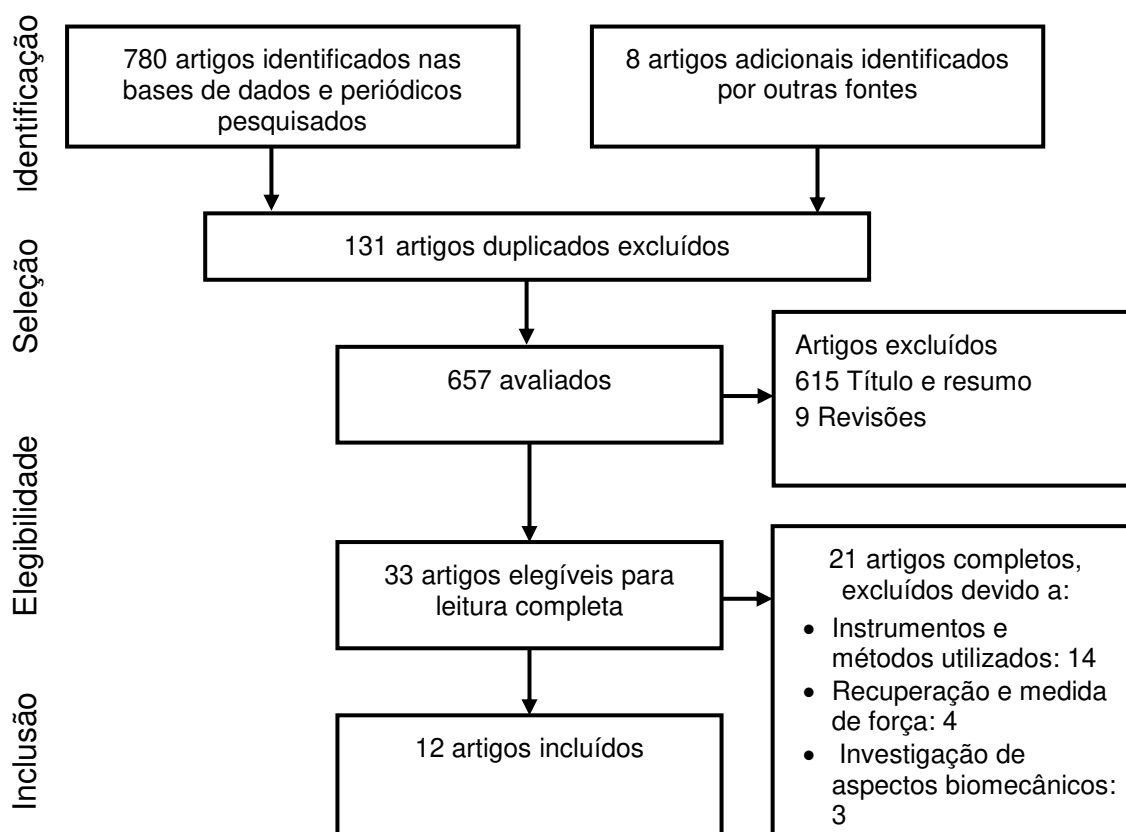 Identificação
780 artigos identificados nas
bases de dados e periódicos
pesquisados
8 artigos adicionais identificados
por outras fontes
Seleção
131 artigos duplicados excluídos
657 avaliados
Artigos excluídos
615 Título e resumo
9 Revisões
Elegibilidade
33 artigos elegíveis para
leitura completa
21 artigos completos,
excluídos devido a:
• Instrumentos e
métodos utilizados: 14
• Recuperação e medida
de força: 4
• Investigação de
aspectos biomecânicos:
3
Inclusão
12 artigos incluídos